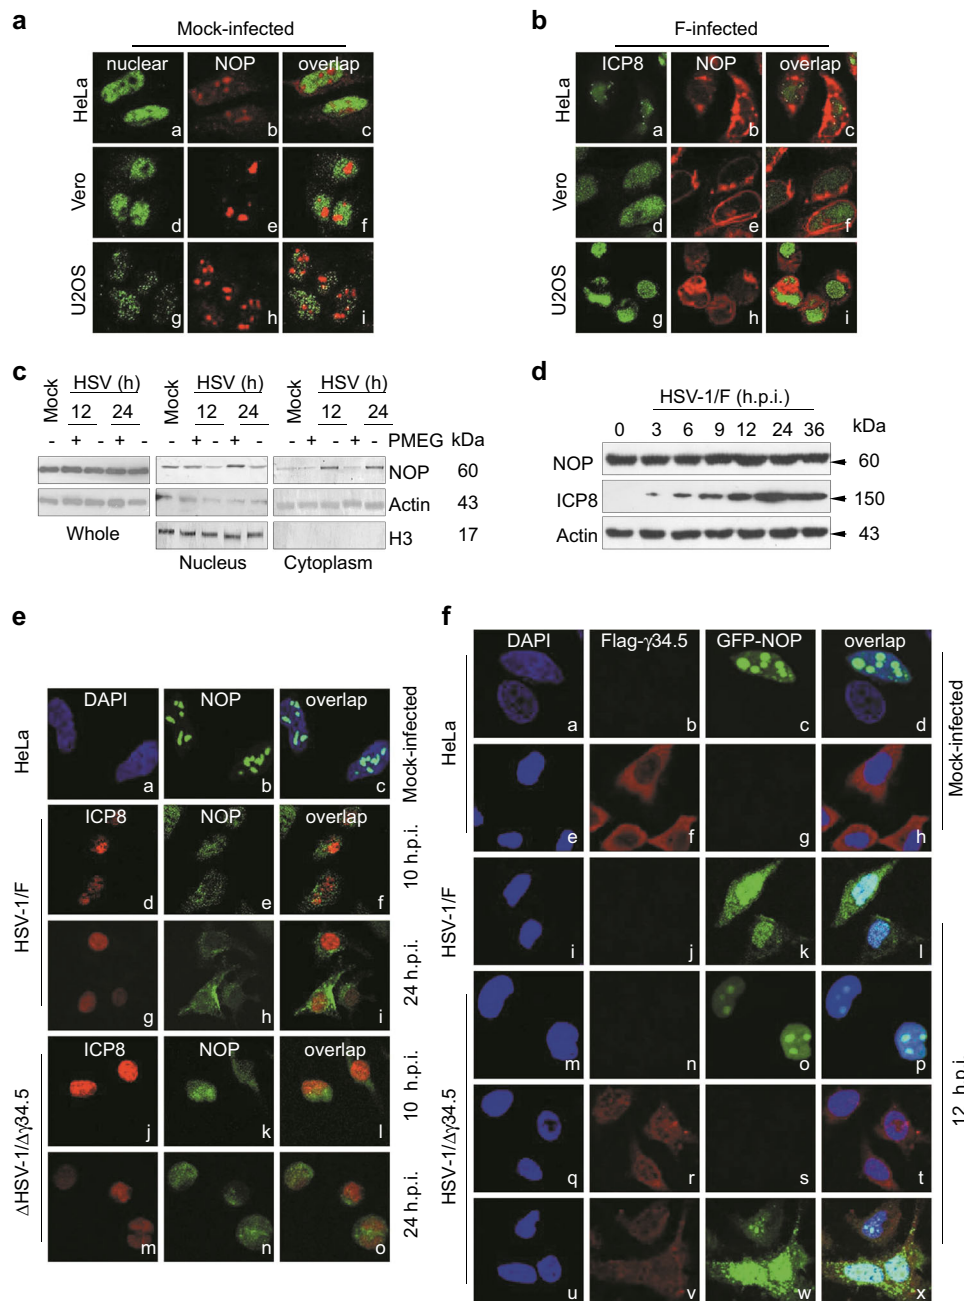 a
Mock-infected
nuclear NOP overlap
HeLa
a b c
Vero
d e f
U2OS
g h i
b
F-infected
ICP8 NOP overlap
HeLa
a b c
Vero
d e f
U2OS
g h i
c
Mock HSV (h) Mock HSV (h) Mock HSV (h)
12 24 12 24 12 24
- + - + - - + - + - - + - + - PMEG kDa
NOP 60
Actin 43
H3 17
Whole
Nucleus Cytoplasm
d
HSV-1/F (h.p.i.)
0 3 6 9 12 24 36 kDa
NOP 60
ICP8 150
Actin 43
e
DAPI NOP overlap
HeLa
a b c
Mock-infected
ICP8 NOP overlap
HSV-1/F
d e f
10 h.p.i.
g h i
24 h.p.i.
ICP8 NOP overlap
ΔHSV-1/Δγ34.5
j k l
10 h.p.i.
m n o
24 h.p.i.
f
DAPI Flag-γ34.5 GFP-NOP overlap
HeLa
a b c d
e f g h
Mock-infected
HSV-1/F
i j k l
HSV-1/Δγ34.5
m n o p
q r s t
u v w x
12 h.p.i.